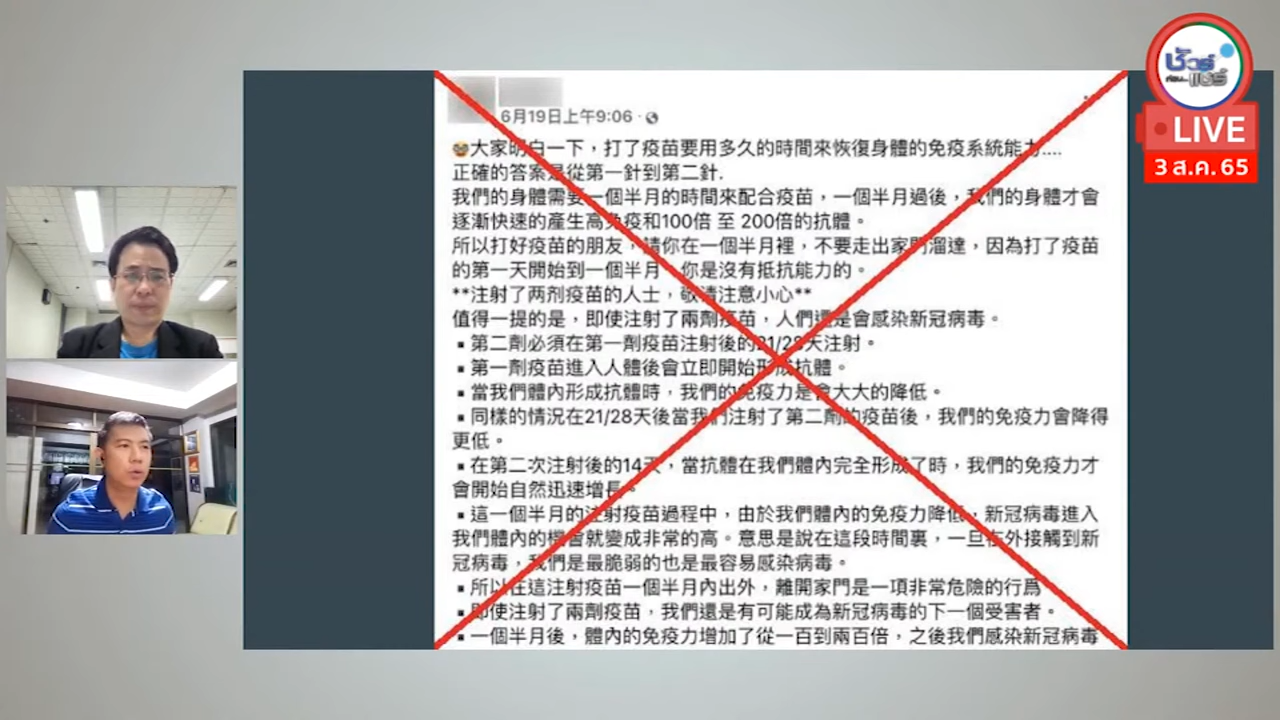 ชัวร์
ก่อน..
แชร์
LIVE
3 ส.ค. 65
6月19日上午9:06
大家明白一下，打了疫苗要用多久的時間來恢復身體的免疫系統能力....
正確的答案是從第一針到第二針.
我們的身體需要一個半月的時間來配合疫苗，一個半月過後，我們的身體才會
逐漸快速的產生高免疫和100倍 至 200倍的抗體。
所以打好疫苗的朋友，請你在一個半月裡，不要走出家門溜達，因為打了疫苗
的第一天開始到一個半月，你是沒有抵抗能力的。
**注射了两剂疫苗的人士，敬请注意小心**
值得一提的是，即使注射了兩劑疫苗，人們還是會感染新冠病毒。
▪第二劑必須在第一劑疫苗注射後的21/28天注射。
▪第一劑疫苗進入人體後會立即開始形成抗體。
▪當我們體內形成抗體時，我們的免疫力是會大大的降低。
▪同樣的情況在21/28天後當我們注射了第二劑的疫苗後，我們的免疫力會降得
更低。
▪在第二次注射後的14天，當抗體在我們體內完全形成了時，我們的免疫力才
會開始自然迅速增長。
▪這一個半月的注射疫苗過程中，由於我們體內的免疫力降低，新冠病毒進入
我們體內的機會就變成非常的高。意思是說在這段時間裏，一旦在外接觸到新
冠病毒，我們是最脆弱的也是最容易感染病毒。
▪所以在這注射疫苗一個半月內出外，離開家門是一項非常危險的行爲
▪即使注射了兩劑疫苗，我們還是有可能成為新冠病毒的下一個受害者。
▪一個半月後，體內的免疫力增加了從一百到兩百倍，之後我們感染新冠病毒